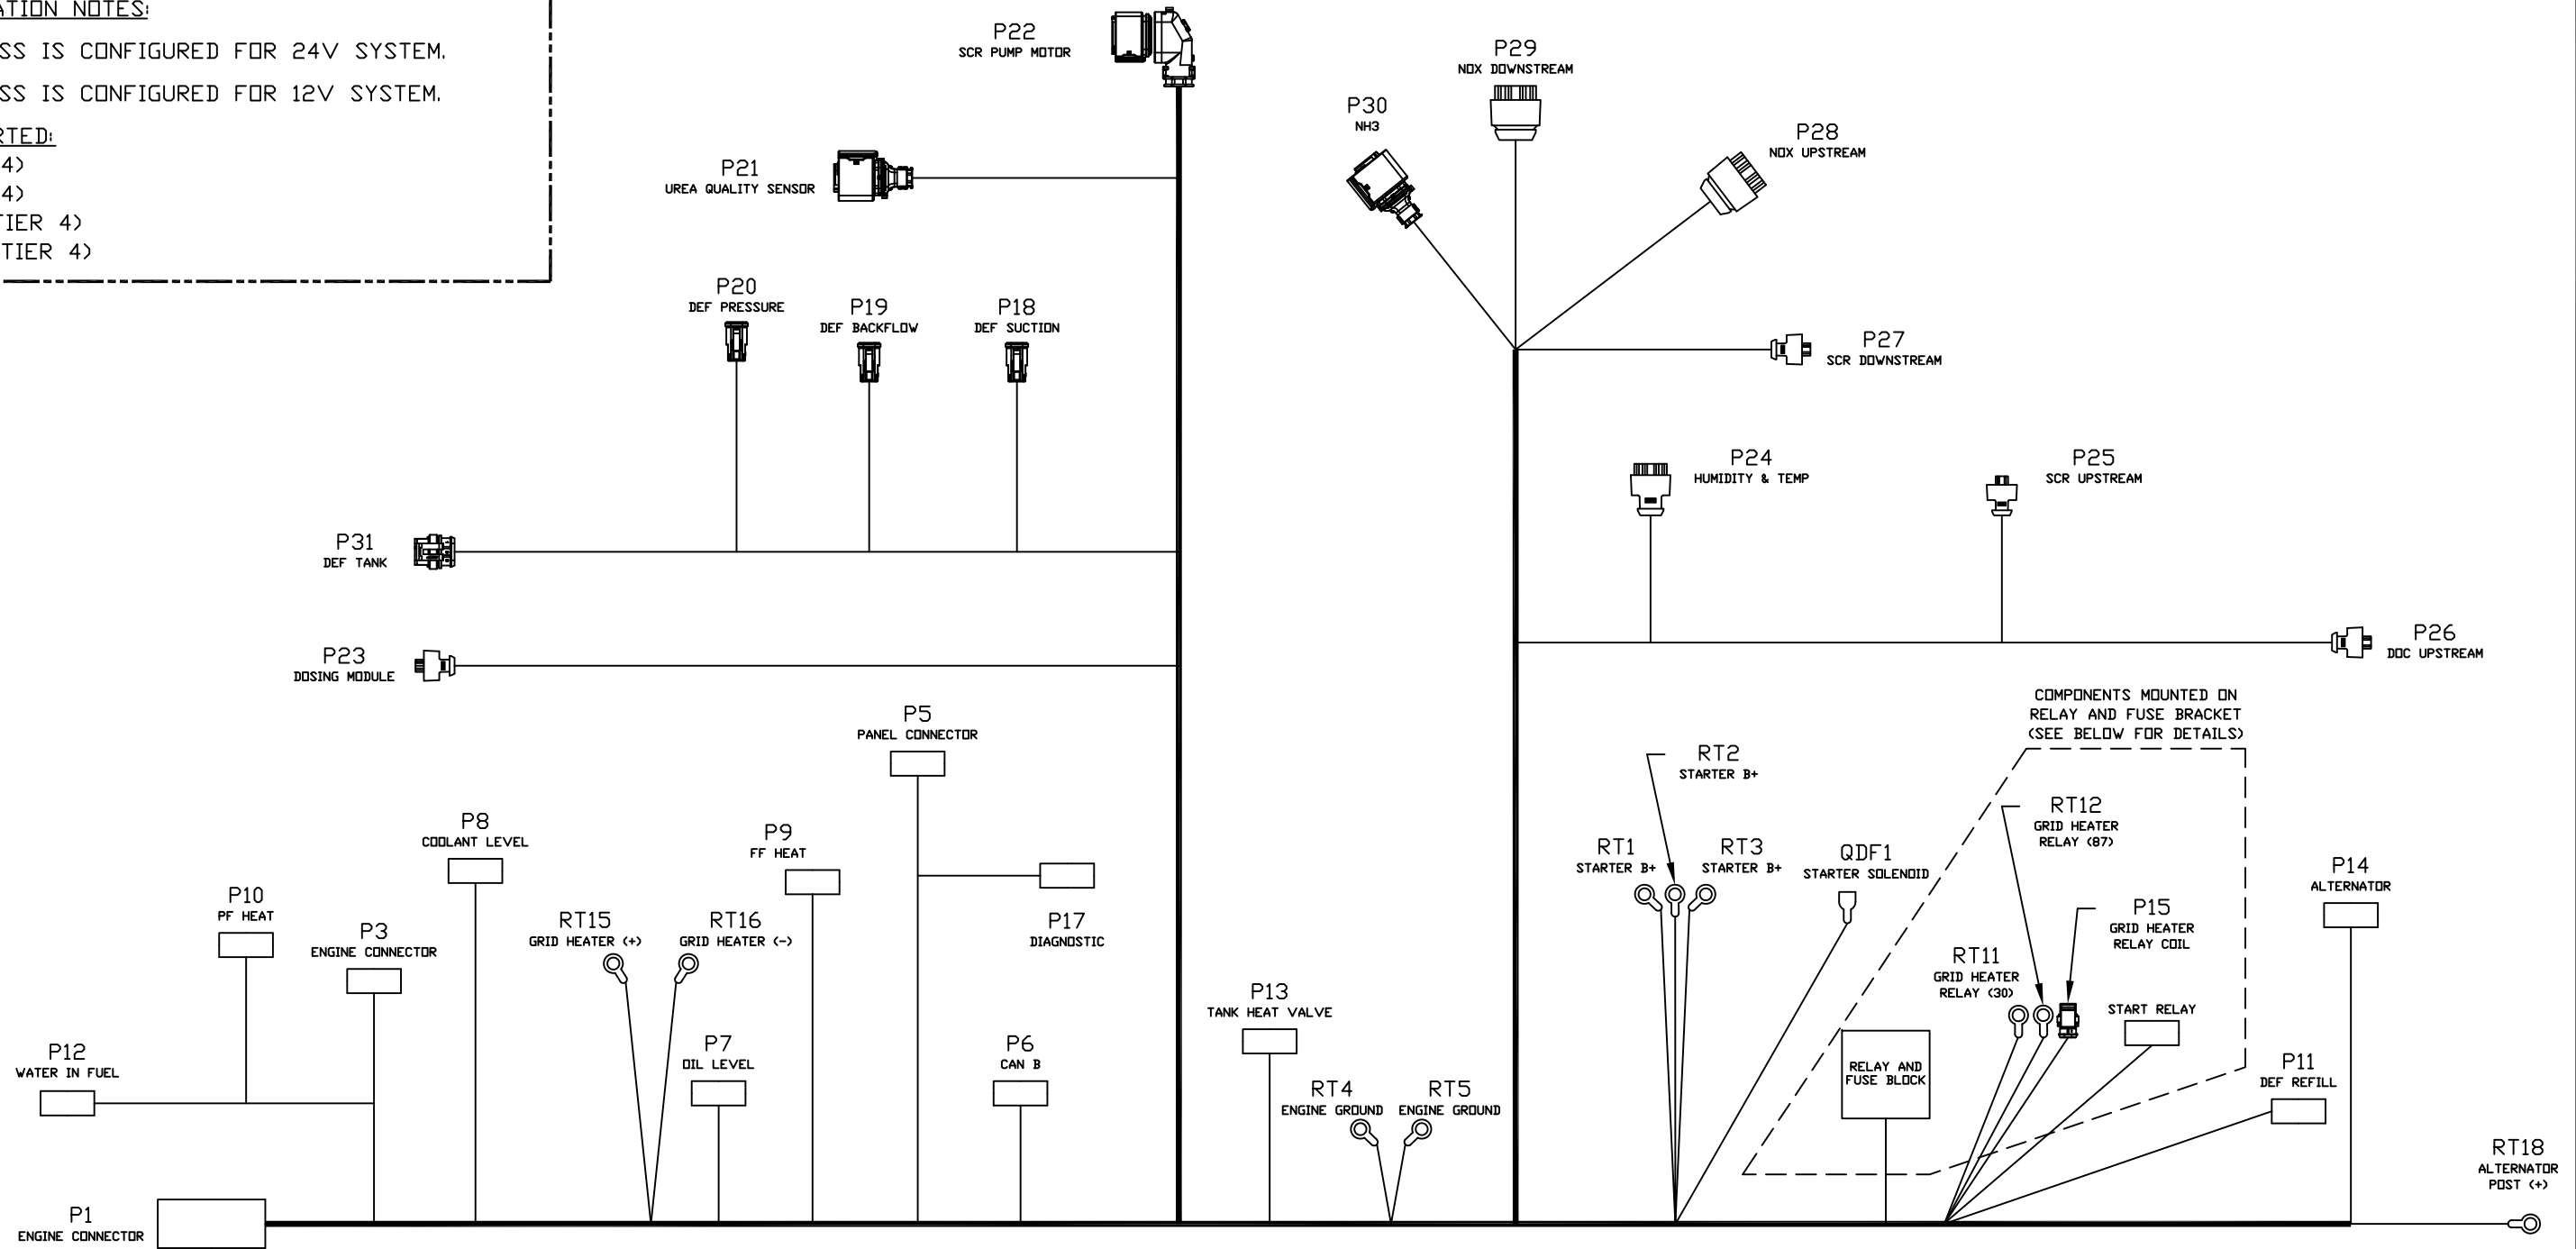 ATION NOTES:
SS IS CONFIGURED FOR 24V SYSTEM.
SS IS CONFIGURED FOR 12V SYSTEM.
RTED:
4)
4)
TIER 4)
TIER 4)
P22
SCR PUMP MOTOR
P29
NOX DOWNSTREAM
P30
NH3
P28
NOX UPSTREAM
P21
UREA QUALITY SENSOR
P20
DEF PRESSURE
P19
DEF BACKFLOW
P18
DEF SUCTION
P27
SCR DOWNSTREAM
P24
HUMIDITY & TEMP
P25
SCR UPSTREAM
P31
DEF TANK
P26
DOC UPSTREAM
P23
DOSING MODULE
COMPONENTS MOUNTED ON
RELAY AND FUSE BRACKET
(SEE BELOW FOR DETAILS)
P5
PANEL CONNECTOR
RT2
STARTER B+
RT12
GRID HEATER
RELAY (87)
P8
COOLANT LEVEL
P9
FF HEAT
RT1
STARTER B+
RT3
STARTER B+
QDF1
STARTER SOLENOID
P14
ALTERNATOR
P10
PF HEAT
P3
ENGINE CONNECTOR
RT15
GRID HEATER (+)
RT16
GRID HEATER (-)
P17
DIAGNOSTIC
P15
GRID HEATER
RELAY COIL
RT11
GRID HEATER
RELAY (30)
START RELAY
P13
TANK HEAT VALVE
P12
WATER IN FUEL
P7
OIL LEVEL
P6
CAN B
RT4
ENGINE GROUND
RT5
ENGINE GROUND
RELAY AND
FUSE BLOCK
P11
DEF REFILL
RT18
ALTERNATOR
POST (+)
P1
ENGINE CONNECTOR